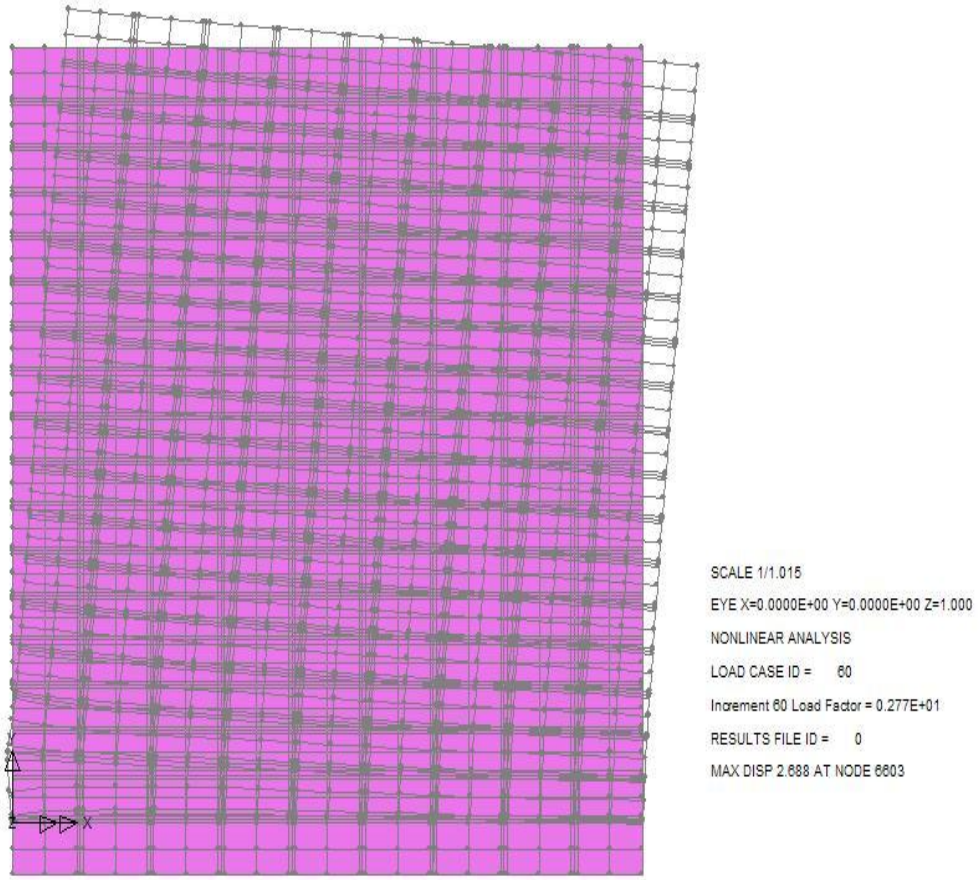 Y
Z X
SCALE 1/1.015
EYE X=0.0000E+00 Y=0.0000E+00 Z=1.000
NONLINEAR ANALYSIS
LOAD CASE ID = 60
Increment 60 Load Factor = 0.277E+01
RESULTS FILE ID = 0
MAX DISP 2.688 AT NODE 6603